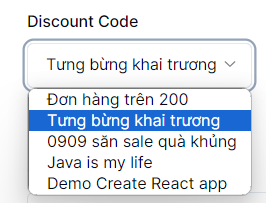 Discount Code
Tưng bừng khai trương
Đơn hàng trên 200
Tưng bừng khai trương
0909 săn sale quà khủng
Java is my life
Demo Create React app